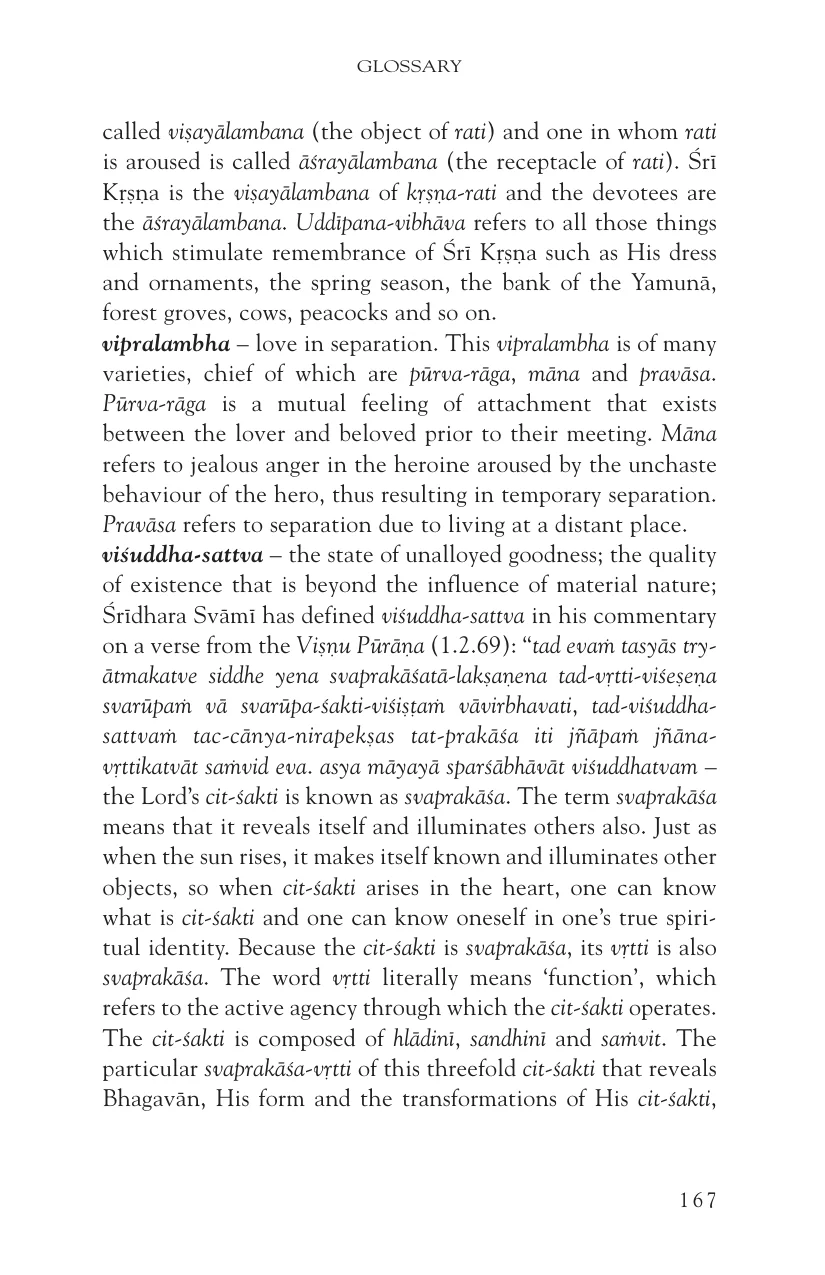 GLOSSARY
called viṣayālambana (the object of rati) and one in whom rati
is aroused is called āśrayālambana (the receptacle of rati). Śrī
Kṛṣṇa is the viṣayālambana of kṛṣṇa-rati and the devotees are
the āśrayālambana. Uddīpana-vibhāva refers to all those things
which stimulate remembrance of Śrī Kṛṣṇa such as His dress
and ornaments, the spring season, the bank of the Yamunā,
forest groves, cows, peacocks and so on.
vipralambha – love in separation. This vipralambha is of many
varieties, chief of which are pūrva-rāga, māna and pravāsa.
Pūrva-rāga is a mutual feeling of attachment that exists
between the lover and beloved prior to their meeting. Māna
refers to jealous anger in the heroine aroused by the unchaste
behaviour of the hero, thus resulting in temporary separation.
Pravāsa refers to separation due to living at a distant place.
viśuddha-sattva – the state of unalloyed goodness; the quality
of existence that is beyond the influence of material nature;
Śrīdhara Svāmī has defined viśuddha-sattva in his commentary
on a verse from the Viṣṇu Pūrāṇa (1.2.69): “tad evaṁ tasyās try-
ātmakatve siddhe yena svaprakāśatā-lakṣaṇena tad-vṛtti-viśeṣeṇa
svarūpaṁ vā svarūpa-śakti-viśiṣṭaṁ vāvirbhavati, tad-viśuddha-
sattvaṁ tac-cānya-nirapekṣas tat-prakāśa iti jñāpaṁ jñāna-
vṛttikatvāt saṁvid eva. asya māyayā sparśābhāvāt viśuddhatvam –
the Lord’s cit-śakti is known as svaprakāśa. The term svaprakāśa
means that it reveals itself and illuminates others also. Just as
when the sun rises, it makes itself known and illuminates other
objects, so when cit-śakti arises in the heart, one can know
what is cit-śakti and one can know oneself in one’s true spiri-
tual identity. Because the cit-śakti is svaprakāśa, its vṛtti is also
svaprakāśa. The word vṛtti literally means ‘function’, which
refers to the active agency through which the cit-śakti operates.
The cit-śakti is composed of hlādinī, sandhinī and saṁvit. The
particular svaprakāśa-vṛtti of this threefold cit-śakti that reveals
Bhagavān, His form and the transformations of His cit-śakti,
167